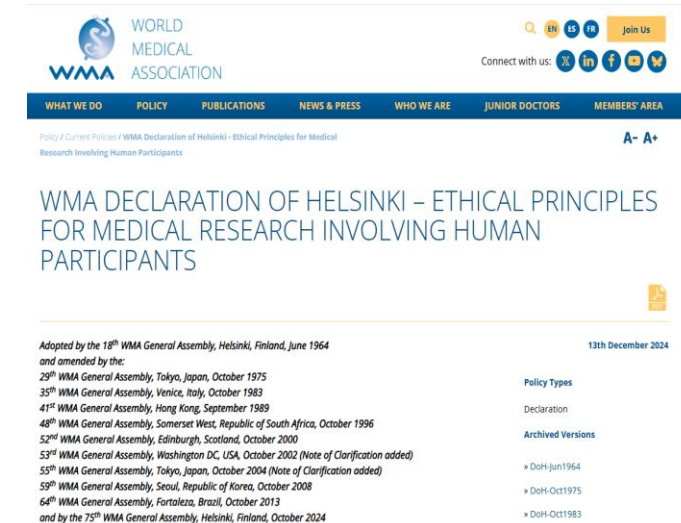 WORLD
MEDICAL
ASSOCIATION
WMA
EN ES FR Join Us
Connect with us:
WHAT WE DO POLICY PUBLICATIONS NEWS & PRESS WHO WE ARE JUNIOR DOCTORS MEMBERS' AREA
Policy / Current Policies / WMA Declaration of Helsinki - Ethical Principles for Medical
Research Involving Human Participants
A- A+
WMA DECLARATION OF HELSINKI – ETHICAL PRINCIPLES
FOR MEDICAL RESEARCH INVOLVING HUMAN
PARTICIPANTS
PDF
Adopted by the 18th WMA General Assembly, Helsinki, Finland, June 1964
and amended by the:
29th WMA General Assembly, Tokyo, Japan, October 1975
35th WMA General Assembly, Venice, Italy, October 1983
41st WMA General Assembly, Hong Kong, September 1989
48th WMA General Assembly, Somerset West, Republic of South Africa, October 1996
52nd WMA General Assembly, Edinburgh, Scotland, October 2000
53rd WMA General Assembly, Washington DC, USA, October 2002 (Note of Clarification added)
55th WMA General Assembly, Tokyo, Japan, October 2004 (Note of Clarification added)
59th WMA General Assembly, Seoul, Republic of Korea, October 2008
64th WMA General Assembly, Fortaleza, Brazil, October 2013
and by the 75th WMA General Assembly, Helsinki, Finland, October 2024
13th December 2024
Policy Types
Declaration
Archived Versions
» DoH-Jun1964
» DoH-Oct1975
» DoH-Oct1983